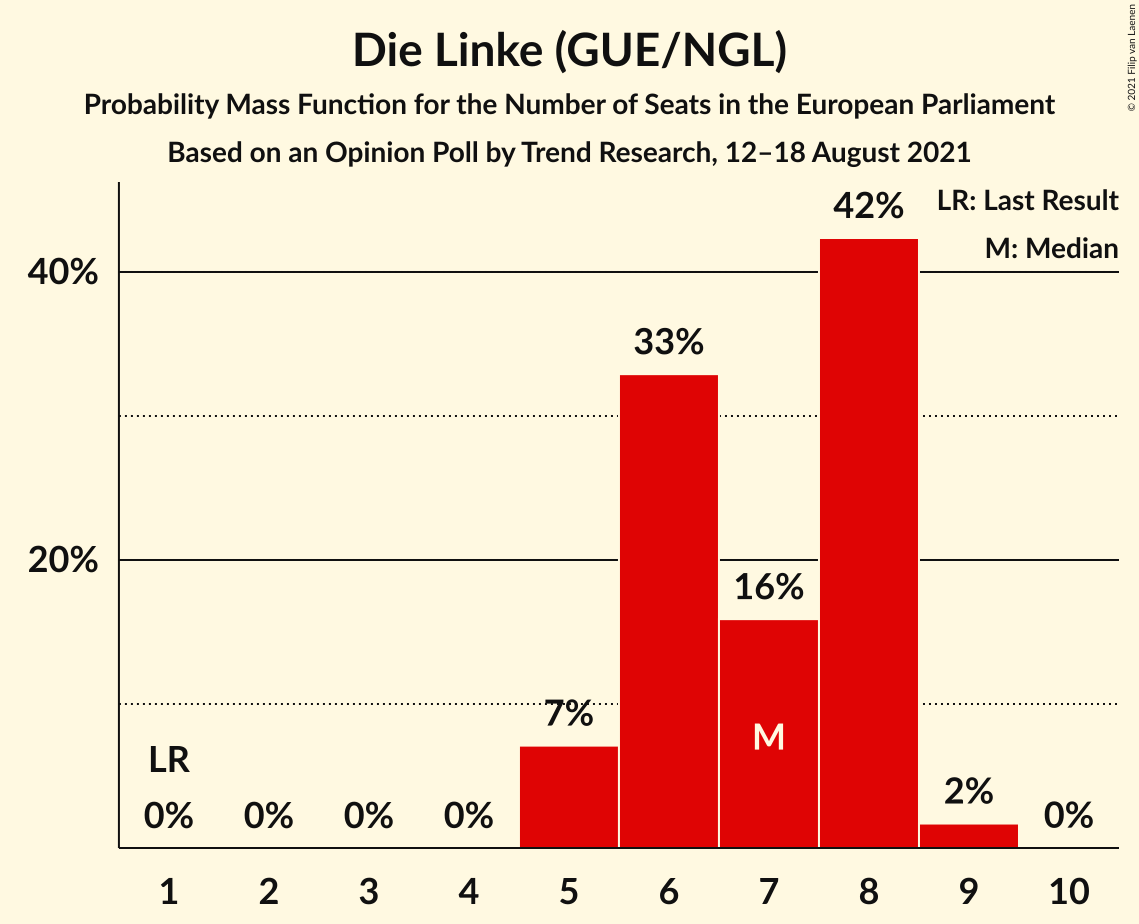 © 2021 Filip van Laenen
Die Linke (GUE/NGL)
Probability Mass Function for the Number of Seats in the European Parliament
Based on an Opinion Poll by Trend Research, 12–18 August 2021
LR: Last Result
M: Median
42%
40%
33%
20%
16%
7%
M
LR
2%
0% 0% 0% 0% 0%
1 2 3 4 5 6 7 8 9 10